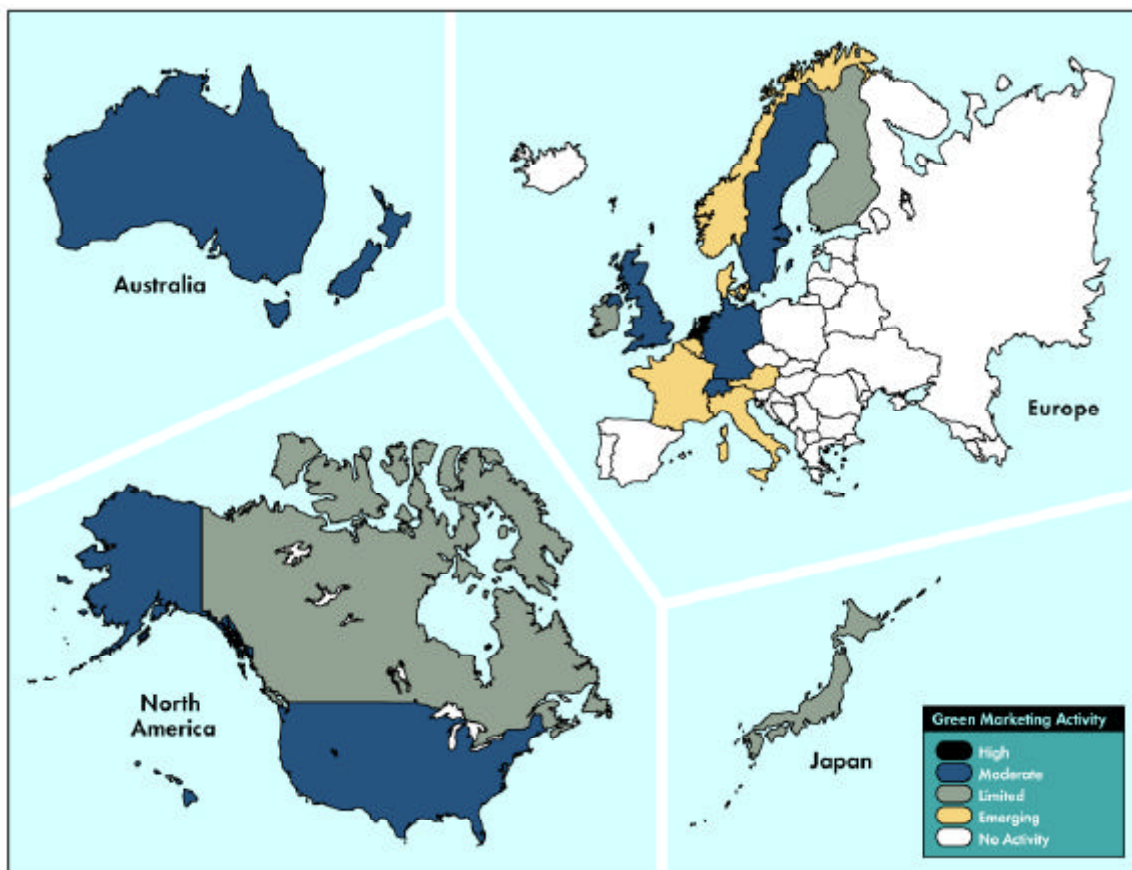 Australia
Europe
North
America
Japan
Green Marketing Activity
High
Moderate
Limited
Emerging
No Activity